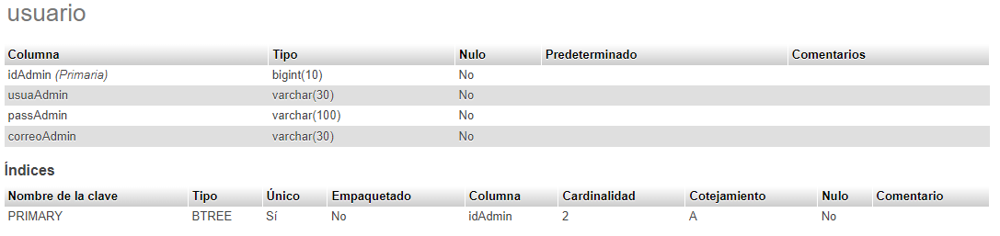 usuario
Columna Tipo Nulo Predeterminado Comentarios
idAdmin (Primaria) bigint(10) No
usuaAdmin varchar(30) No
passAdmin varchar(100) No
correoAdmin varchar(30) No
Índices
Nombre de la clave Tipo Único Empaquetado Columna Cardinalidad Cotejamiento Nulo Comentario
PRIMARY BTREE Sí No idAdmin 2 A No